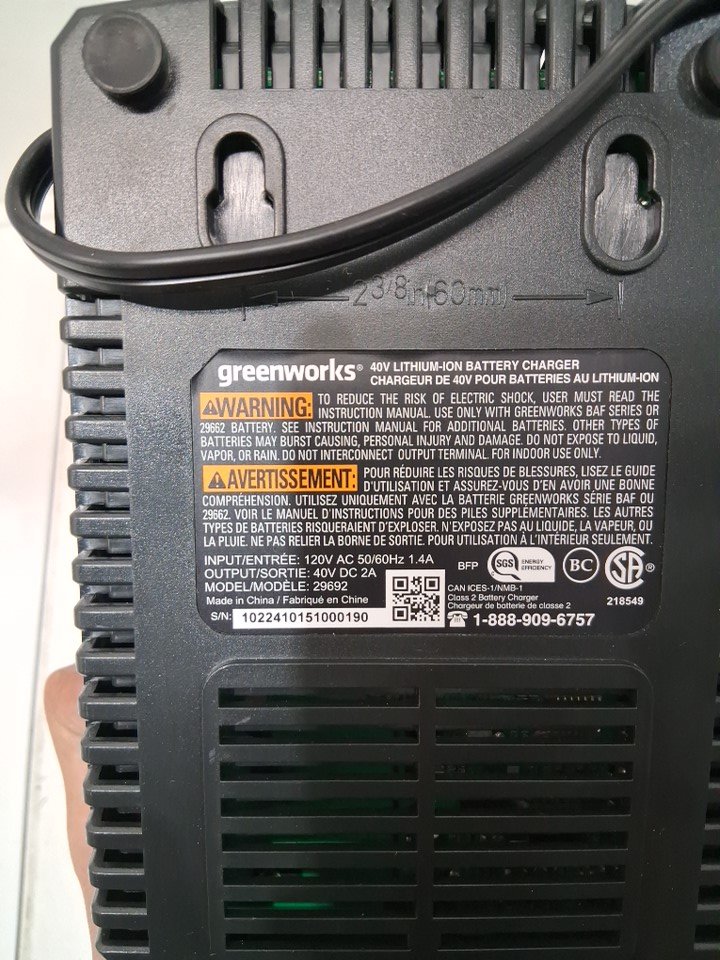 2 3/8in(60mm)
greenworks® 40V LITHIUM-ION BATTERY CHARGER
CHARGEUR DE 40V POUR BATTERIES AU LITHIUM-ION
WARNING: TO REDUCE THE RISK OF ELECTRIC SHOCK, USER MUST READ THE
INSTRUCTION MANUAL. USE ONLY WITH GREENWORKS BAF SERIES OR
29662 BATTERY. SEE INSTRUCTION MANUAL FOR ADDITIONAL BATTERIES. OTHER TYPES OF
BATTERIES MAY BURST CAUSING, PERSONAL INJURY AND DAMAGE. DO NOT EXPOSE TO LIQUID,
VAPOR, OR RAIN. DO NOT INTERCONNECT OUTPUT TERMINAL. FOR INDOOR USE ONLY.
AVERTISSEMENT: POUR RÉDUIRE LES RISQUES DE BLESSURES, LISEZ LE GUIDE
D'UTILISATION ET ASSUREZ-VOUS D'EN AVOIR UNE BONNE
COMPRÉHENSION. UTILISEZ UNIQUEMENT AVEC LA BATTERIE GREENWORKS SÉRIE BAF OU
29662. VOIR LE MANUEL D'INSTRUCTIONS POUR DES PILES SUPPLÉMENTAIRES. LES AUTRES
TYPES DE BATTERIES RISQUERAIENT D'EXPLOSER. N'EXPOSEZ PAS AU LIQUIDE, LA VAPEUR, OU
LA PLUIE. NE PAS RELIER LA BORNE DE SORTIE. POUR UTILISATION À L'INTÉRIEUR SEULEMENT.
INPUT/ENTRÉE: 120V AC 50/60Hz 1.4A
OUTPUT/SORTIE: 40V DC 2A
MODEL/MODÈLE: 29692
Made in China / Fabriqué en Chine
S/N: 1022410151000190
BFP SGS ENERGY EFFICIENCY BC SA®
CAN ICES-1/NMB-1
Class 2 Battery Charger
Chargeur de batterie de classe 2
218549
1-888-909-6757